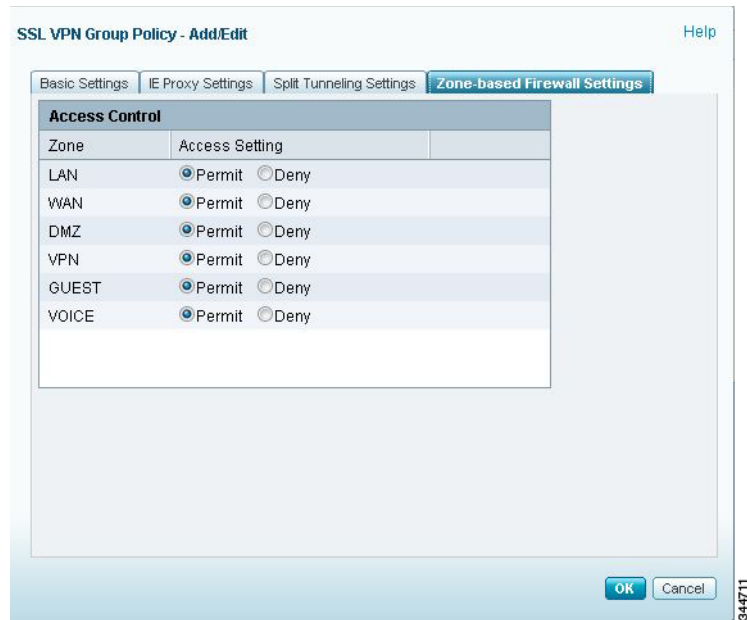 SSL VPN Group Policy - Add/Edit Help
Basic Settings IE Proxy Settings Split Tunneling Settings Zone-based Firewall Settings
Access Control
Zone Access Setting
LAN Permit Deny
WAN Permit Deny
DMZ Permit Deny
VPN Permit Deny
GUEST Permit Deny
VOICE Permit Deny
OK Cancel
344711